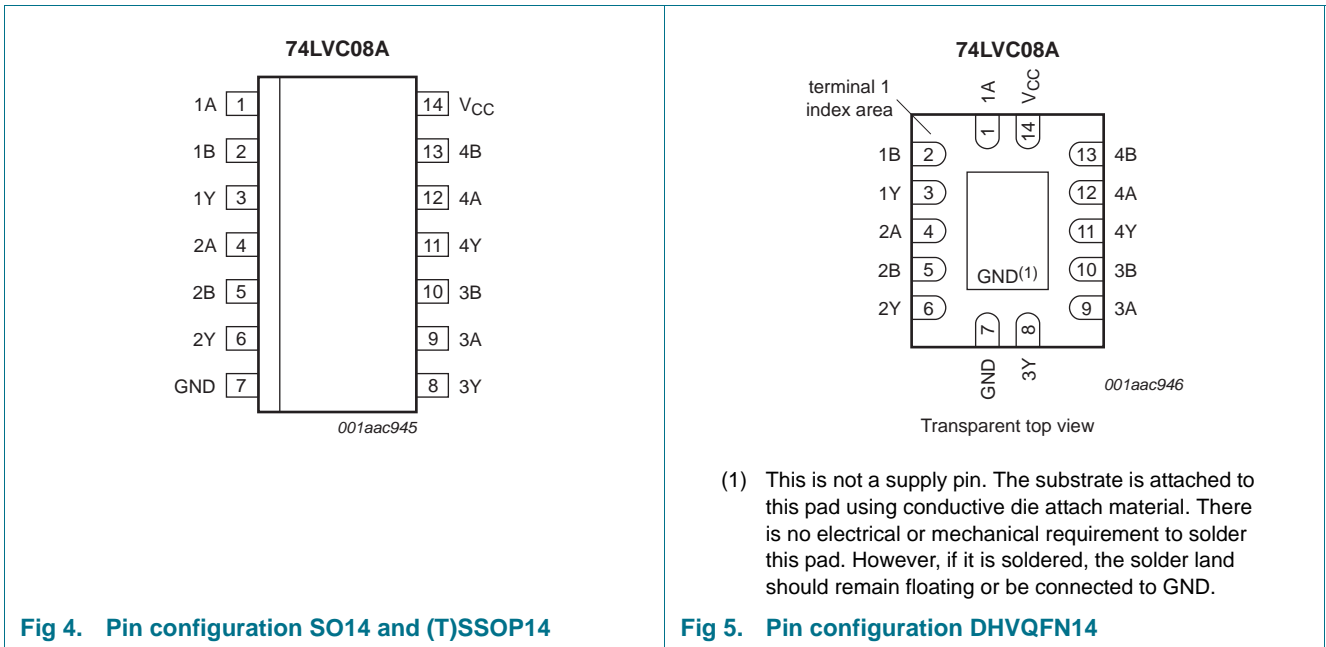 74LVC08A
1A 1 14 VCC
1B 2 13 4B
1Y 3 12 4A
2A 4 11 4Y
2B 5 10 3B
2Y 6 9 3A
GND 7 8 3Y
001aac945
Fig 4. Pin configuration SO14 and (T)SSOP14
74LVC08A
terminal 1
index area
1A VCC
1 14
1B 2 13 4B
1Y 3 12 4A
2A 4 11 4Y
2B 5 10 3B
GND(1)
2Y 6 9 3A
7 8
GND 3Y
001aac946
Transparent top view
(1) This is not a supply pin. The substrate is attached to
this pad using conductive die attach material. There
is no electrical or mechanical requirement to solder
this pad. However, if it is soldered, the solder land
should remain floating or be connected to GND.
Fig 5. Pin configuration DHVQFN14